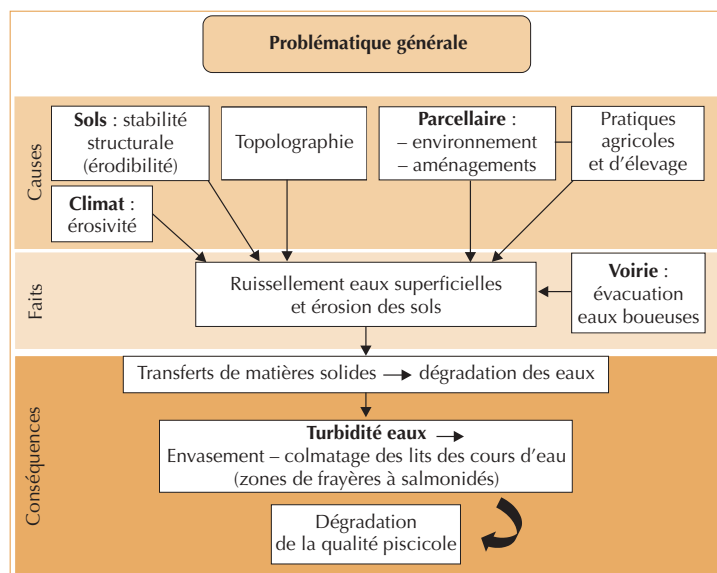 Problématique générale
Causes
Sols : stabilité
structurale
(érodibilité)
Topolographie
Parcellaire :
– environnement
– aménagements
Pratiques
agricoles
et d'élevage
Climat :
érosivité
Faits
Ruissellement eaux superficielles
et érosion des sols
Voirie :
évacuation
eaux boueuses
Conséquences
Transferts de matières solides → dégradation des eaux
Turbidité eaux →
Envasement – colmatage des lits des cours d'eau
(zones de frayères à salmonidés)
Dégradation
de la qualité piscicole